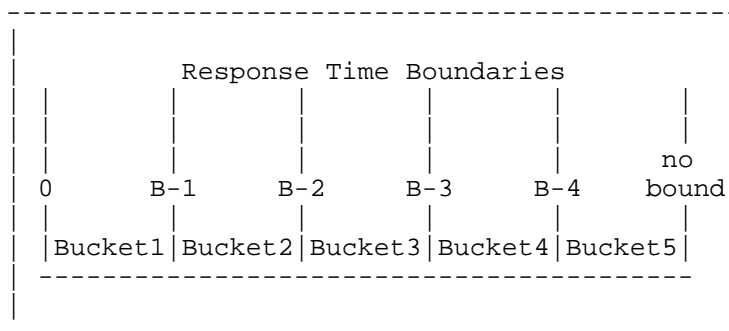 Response Time Boundaries
no
0 B-1 B-2 B-3 B-4 bound
|Bucket1|Bucket2|Bucket3|Bucket4|Bucket5|